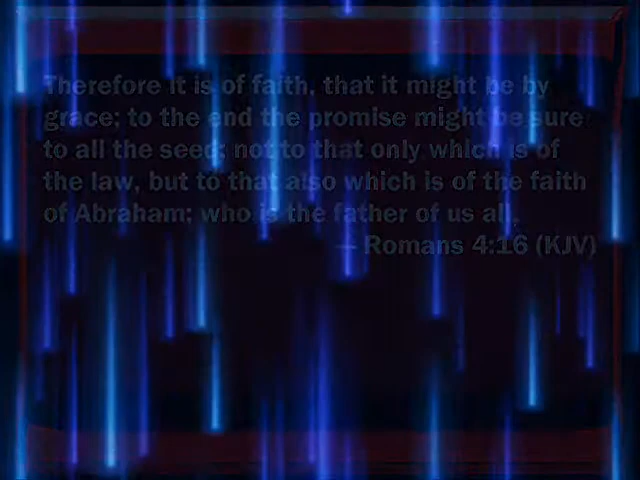 Therefore it is of faith, that it might be by
grace; to the end the promise might be sure
to all the seed; not to that only which is of
the law, but to that also which is of the faith
of Abraham; who is the father of us all,
— Romans 4:16 (KJV)